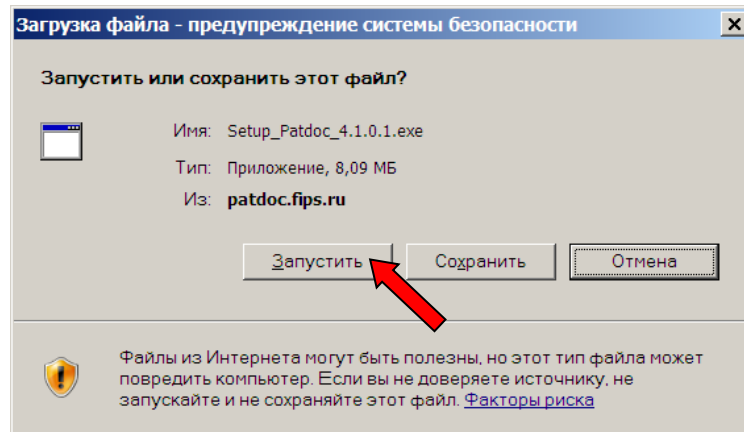 Загрузка файла - предупреждение системы безопасности
Запустить или сохранить этот файл?
Имя: Setup_Patdoc_4.1.0.1.exe
Тип: Приложение, 8,09 МБ
Из: patdoc.fips.ru
Запустить Сохранить Отмена
Файлы из Интернета могут быть полезны, но этот тип файла может
повредить компьютер. Если вы не доверяете источнику, не
запускайте и не сохраняйте этот файл. Факторы риска